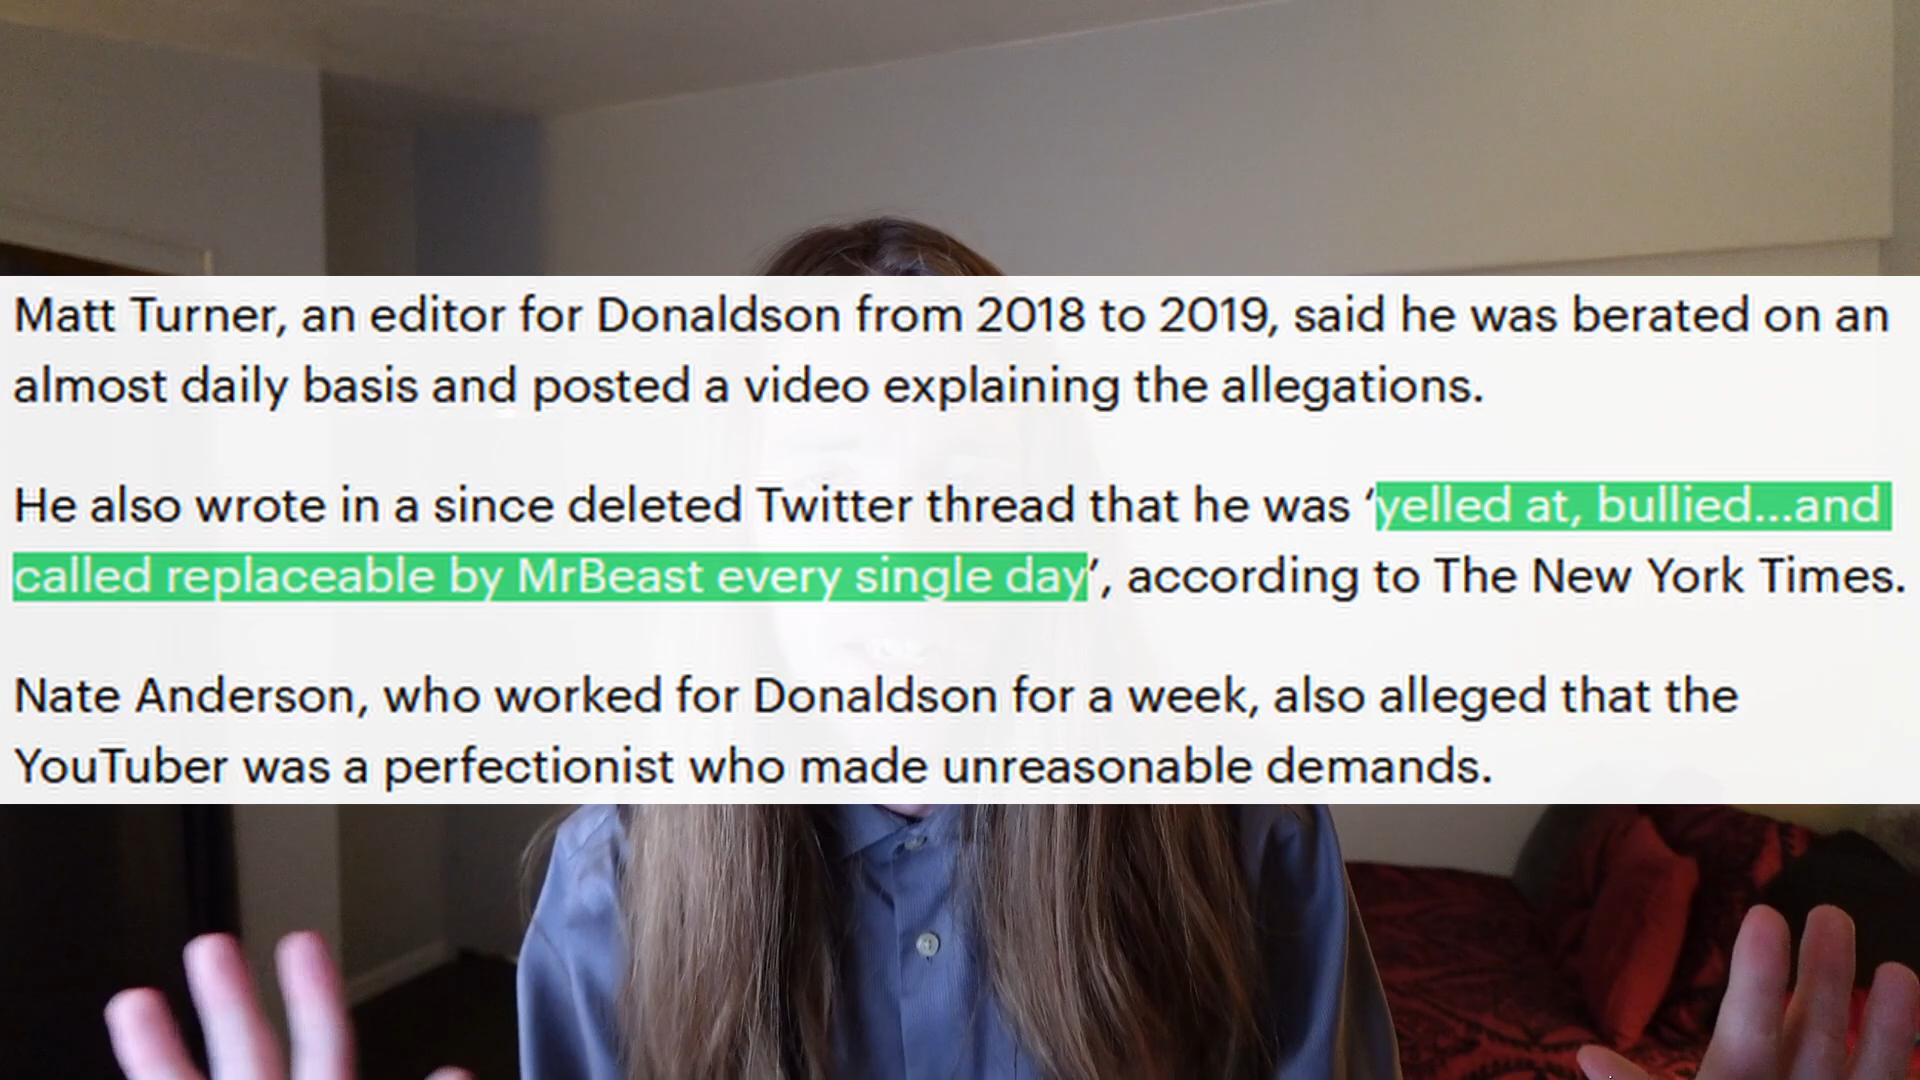 Matt Turner, an editor for Donaldson from 2018 to 2019, said he was berated on an
almost daily basis and posted a video explaining the allegations.
He also wrote in a since deleted Twitter thread that he was ‘yelled at, bullied...and
called replaceable by MrBeast every single day’, according to The New York Times.
Nate Anderson, who worked for Donaldson for a week, also alleged that the
YouTuber was a perfectionist who made unreasonable demands.